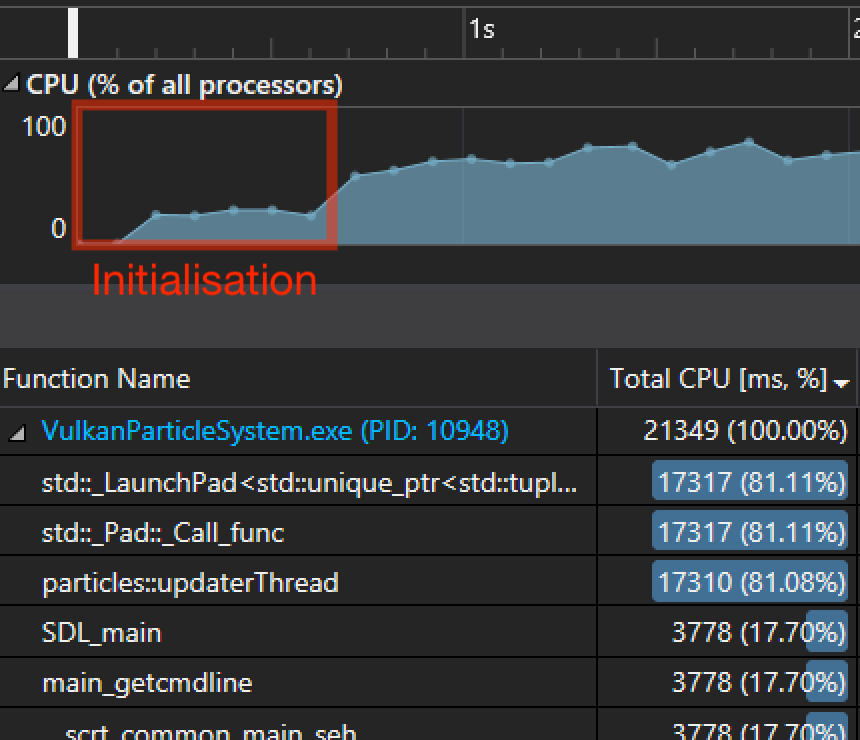 1s
2
CPU (% of all processors)
100
0
Initialisation
Function Name Total CPU [ms, %]
VulkanParticleSystem.exe (PID: 10948) 21349 (100.00%)
std::_LaunchPad<std::unique_ptr<std::tupl... 17317 (81.11%)
std::_Pad::_Call_func 17317 (81.11%)
particles::updaterThread 17310 (81.08%)
SDL_main 3778 (17.70%)
main_getcmdline 3778 (17.70%)
__scrt_common_main_seh 3778 (17.70%)